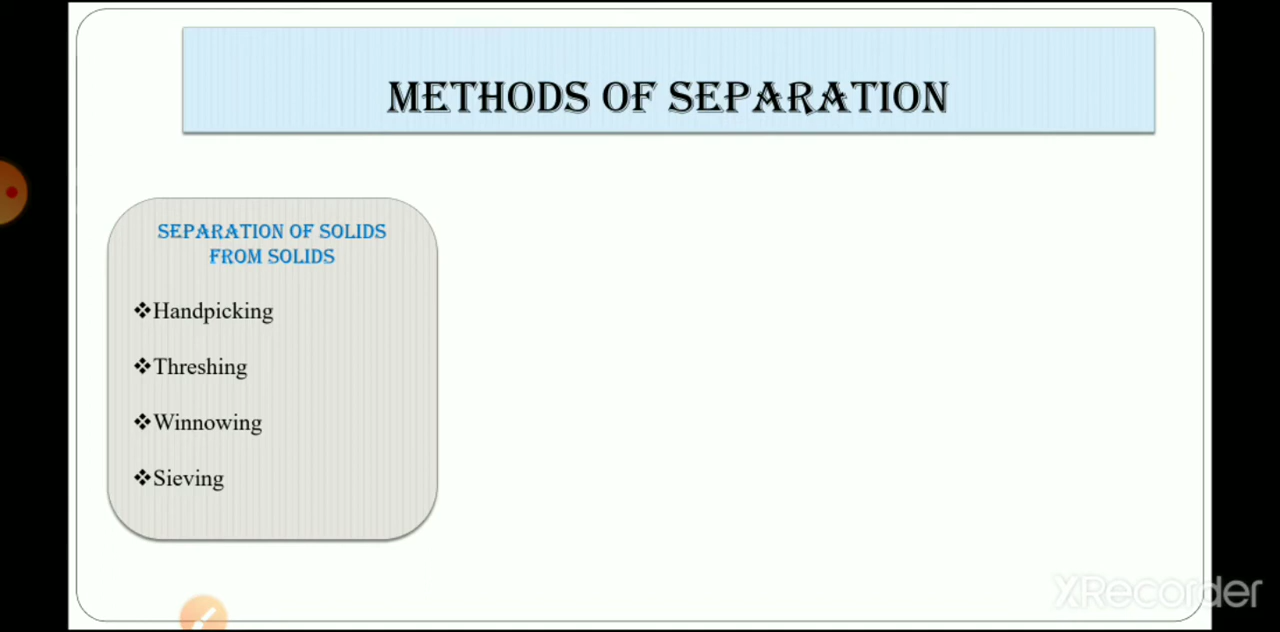 METHODS OF SEPARATION
SEPARATION OF SOLIDS
FROM SOLIDS
❖Handpicking
❖Threshing
❖Winnowing
❖Sieving
XRecorder